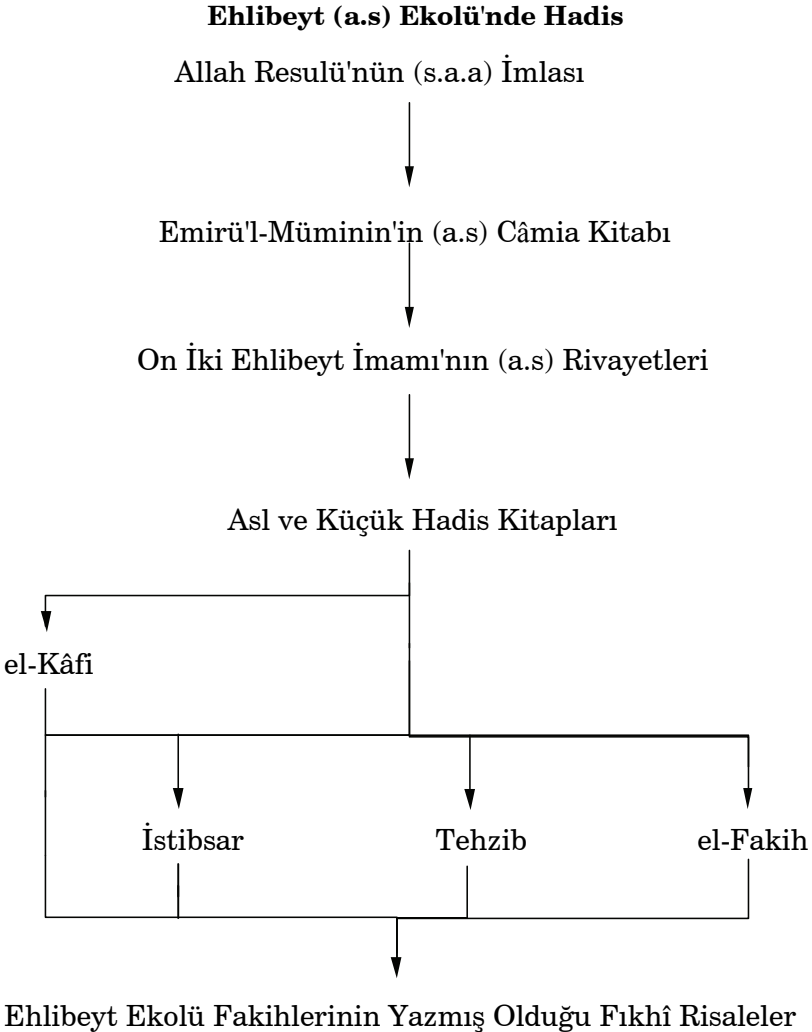 Ehlibeyt (a.s) Ekolü'nde Hadis
Allah Resulü'nün (s.a.a) İmlası
Emirü'l-Müminin'in (a.s) Câmia Kitabı
On İki Ehlibeyt İmamı'nın (a.s) Rivayetleri
Asl ve Küçük Hadis Kitapları
el-Kâfi
İstibsar Tehzib el-Fakih
Ehlibeyt Ekolü Fakihlerinin Yazmış Olduğu Fıkhî Risaleler